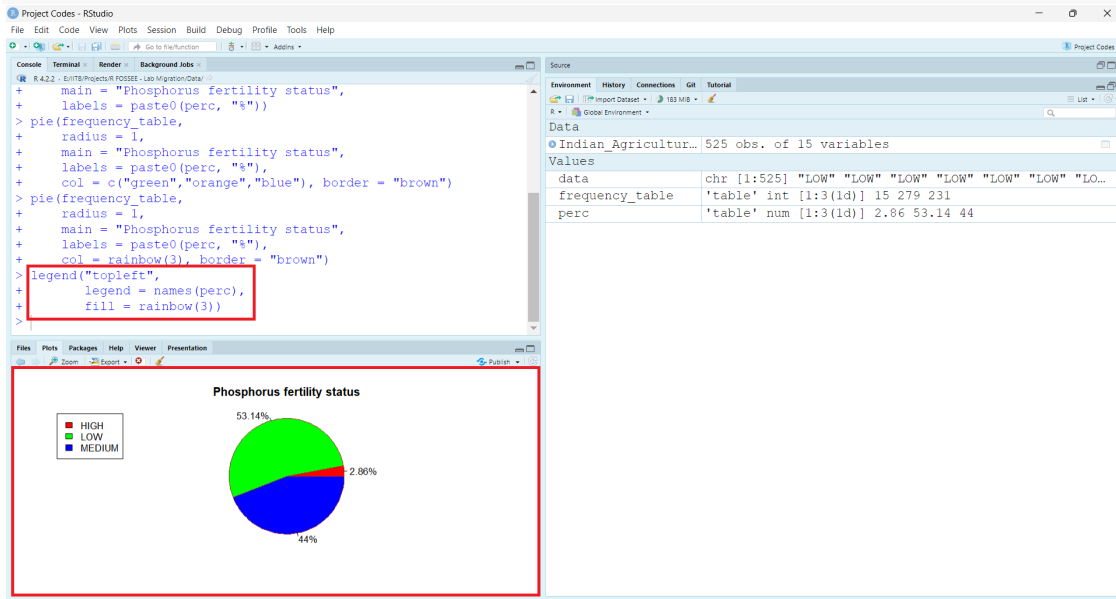 Project Codes - RStudio
File Edit Code View Plots Session Build Debug Profile Tools Help
Go to file/function Addins Project Codes
Console Terminal Render Background Jobs
R 4.2.2 · E:/IITB/Projects/R FOSSEE - Lab Migration/Data/
+ main = "Phosphorus fertility status",
+ labels = paste0(perc, "%"))
> pie(frequency_table,
+ radius = 1,
+ main = "Phosphorus fertility status",
+ labels = paste0(perc, "%"),
+ col = c("green","orange","blue"), border = "brown")
> pie(frequency_table,
+ radius = 1,
+ main = "Phosphorus fertility status",
+ labels = paste0(perc, "%"),
+ col = rainbow(3), border = "brown")
> legend("topleft",
+ legend = names(perc),
+ fill = rainbow(3))
>
Files Plots Packages Help Viewer Presentation
Zoom Export Publish
Phosphorus fertility status
HIGH
LOW
MEDIUM
53.14%
2.86%
44%
Source
Environment History Connections Git Tutorial
Import Dataset 183 MiB List
R Global Environment
Data
Indian_Agricultur... 525 obs. of 15 variables
Values
data chr [1:525] "LOW" "LOW" "LOW" "LOW" "LOW" "LOW" "LO...
frequency_table 'table' int [1:3(1d)] 15 279 231
perc 'table' num [1:3(1d)] 2.86 53.14 44